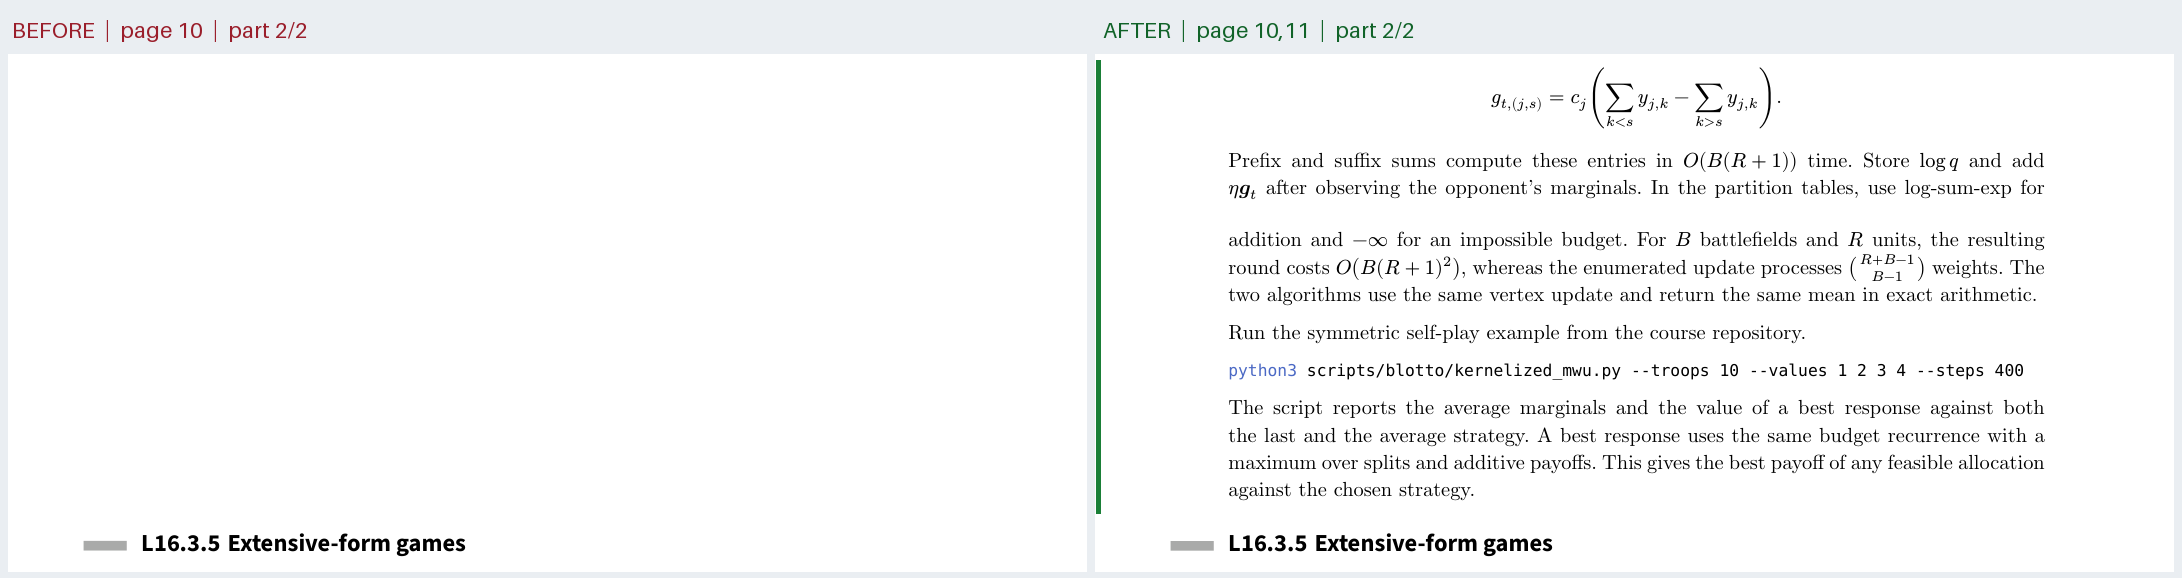 BEFORE | page 10 | part 2/2
L16.3.5 Extensive-form games
AFTER | page 10,11 | part 2/2
g_{t,(j,s)} = c_j ( ∑_{k<s} y_{j,k} − ∑_{k>s} y_{j,k} ).
Prefix and suffix sums compute these entries in O(B(R + 1)) time. Store log q and add
ηg_t after observing the opponent's marginals. In the partition tables, use log-sum-exp for
addition and −∞ for an impossible budget. For B battlefields and R units, the resulting
round costs O(B(R + 1)²), whereas the enumerated update processes (R+B−1 B−1) weights. The
two algorithms use the same vertex update and return the same mean in exact arithmetic.
Run the symmetric self-play example from the course repository.
python3 scripts/blotto/kernelized_mwu.py --troops 10 --values 1 2 3 4 --steps 400
The script reports the average marginals and the value of a best response against both
the last and the average strategy. A best response uses the same budget recurrence with a
maximum over splits and additive payoffs. This gives the best payoff of any feasible allocation
against the chosen strategy.
L16.3.5 Extensive-form games